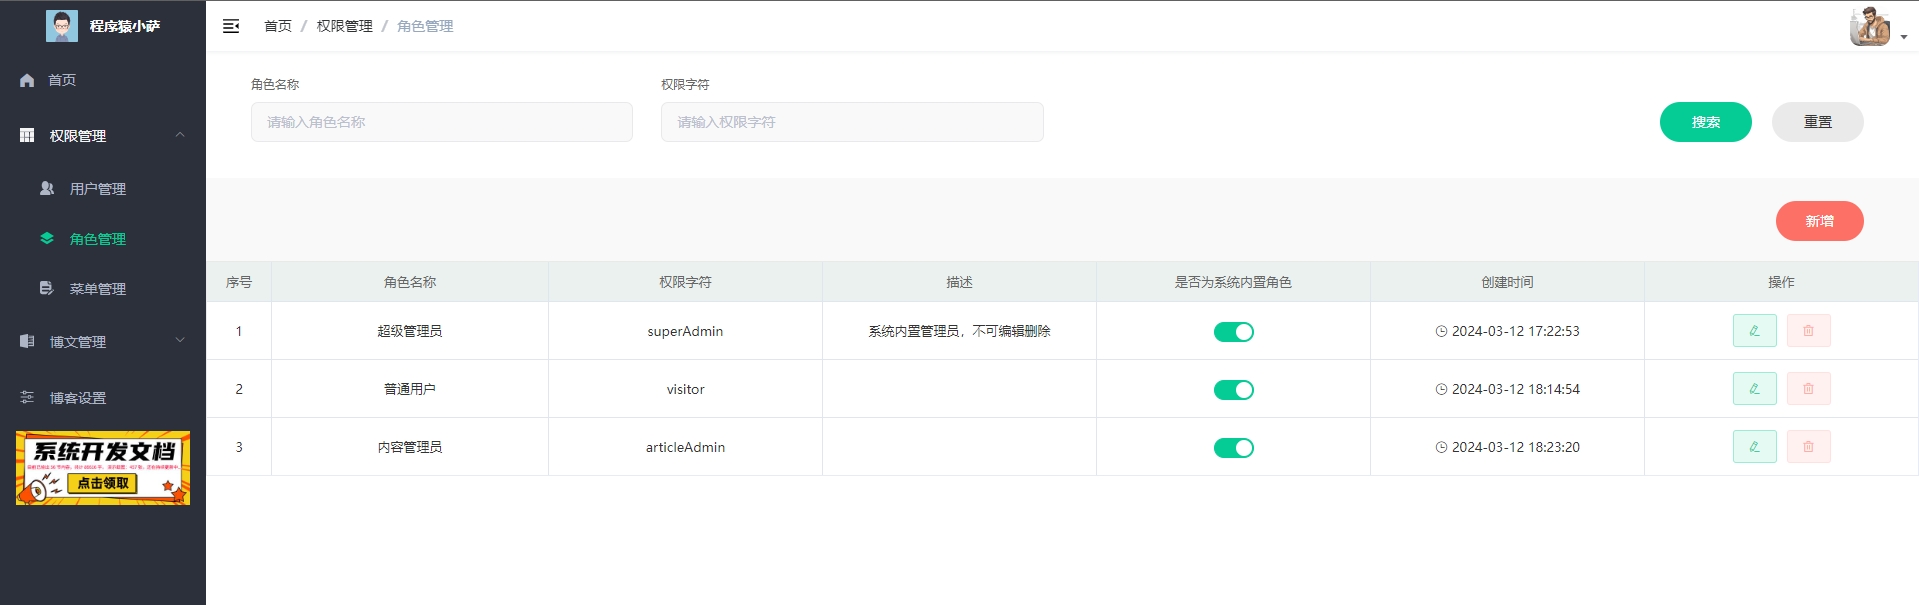 程序猿小萨
首页 / 权限管理 / 角色管理
首页
权限管理
用户管理
角色管理
菜单管理
博文管理
博客设置
系统开发文档
点击领取
角色名称
请输入角色名称
权限字符
请输入权限字符
搜索
重置
新增
序号 角色名称 权限字符 描述 是否为系统内置角色 创建时间 操作
1 超级管理员 superAdmin 系统内置管理员，不可编辑删除 2024-03-12 17:22:53
2 普通用户 visitor 2024-03-12 18:14:54
3 内容管理员 articleAdmin 2024-03-12 18:23:20